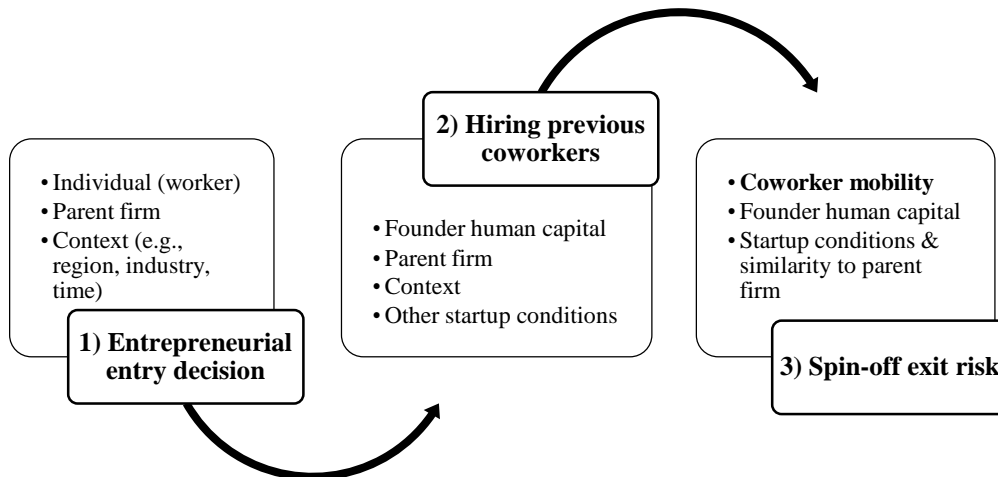 • Individual (worker)
• Parent firm
• Context (e.g.,
region, industry,
time)
1) Entrepreneurial
entry decision
2) Hiring previous
coworkers
• Founder human capital
• Parent firm
• Context
• Other startup conditions
• Coworker mobility
• Founder human capital
• Startup conditions &
similarity to parent
firm
3) Spin-off exit risk